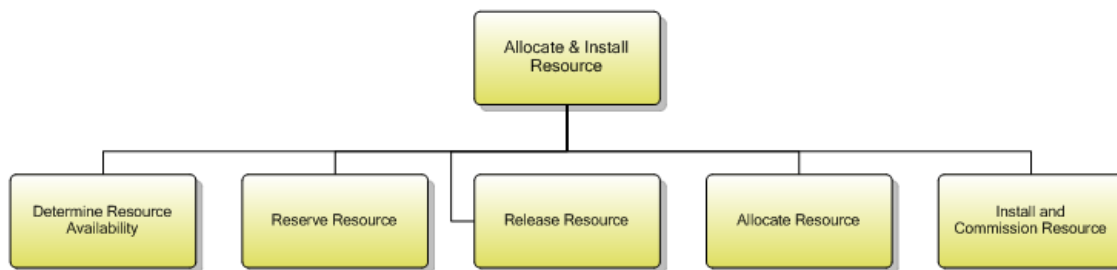 Allocate & Install
Resource
Determine Resource
Availability
Reserve Resource
Release Resource
Allocate Resource
Install and
Commission Resource